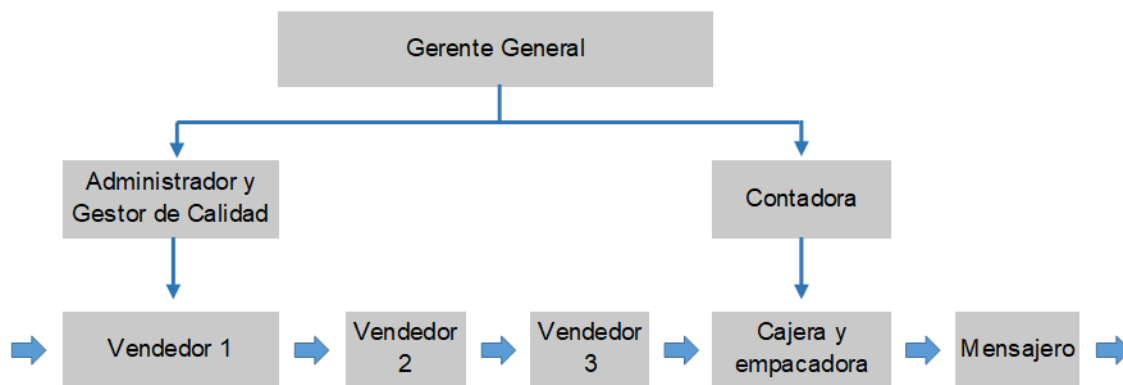 Gerente General
Administrador y
Gestor de Calidad
Contadora
Vendedor 1
Vendedor
2
Vendedor
3
Cajera y
empacadora
Mensajero